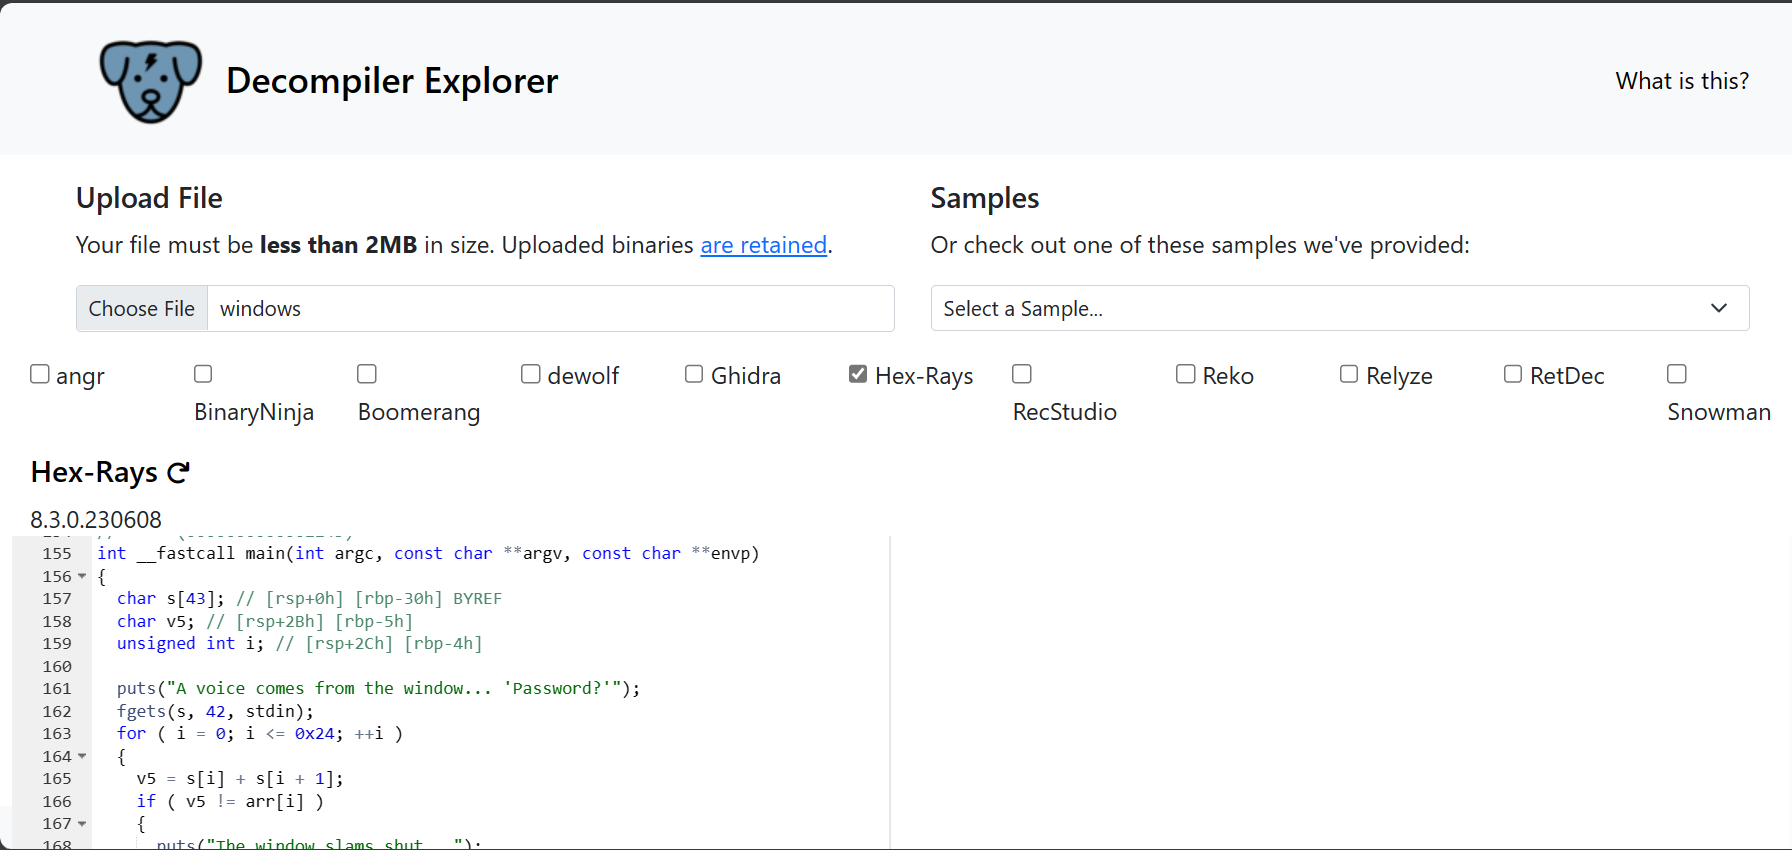 Decompiler Explorer
What is this?
Upload File
Your file must be less than 2MB in size. Uploaded binaries are retained.
Choose File windows
Samples
Or check out one of these samples we've provided:
Select a Sample...
angr
BinaryNinja
Boomerang
dewolf
Ghidra
Hex-Rays
RecStudio
Reko
Relyze
RetDec
Snowman
Hex-Rays
8.3.0.230608
155 int __fastcall main(int argc, const char **argv, const char **envp)
156 {
157 char s[43]; // [rsp+0h] [rbp-30h] BYREF
158 char v5; // [rsp+2Bh] [rbp-5h]
159 unsigned int i; // [rsp+2Ch] [rbp-4h]
160
161 puts("A voice comes from the window... 'Password?'");
162 fgets(s, 42, stdin);
163 for ( i = 0; i <= 0x24; ++i )
164 {
165 v5 = s[i] + s[i + 1];
166 if ( v5 != arr[i] )
167 {
168 puts("The window slams shut...");